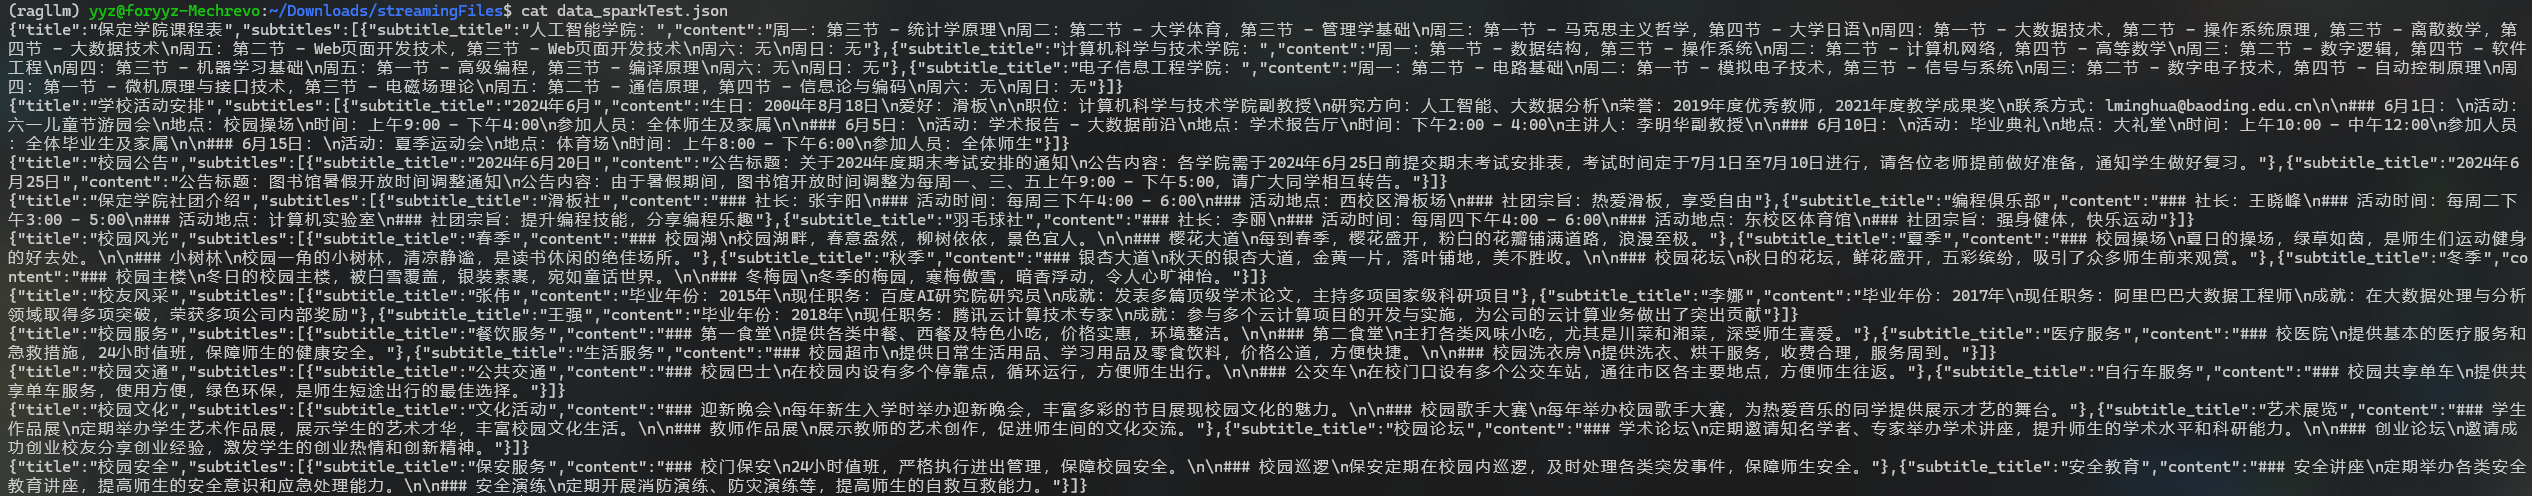 (ragllm) yyz@foryyz-Mechrevo:~/Downloads/streamingFiles$ cat data_sparkTest.json
{"title":"保定学院课程表","subtitles":[{"subtitle_title":"人工智能学院: ","content":"周一: 第三节 - 统计学原理\n周二: 第二节 - 大学体育, 第三节 - 管理学基础\n周三: 第一节 - 马克思主义哲学, 第四节 - 大学日语\n周四: 第一节 - 大数据技术, 第二节 - 操作系统原理, 第三节 - 离散数学, 第
四节 - 大数据技术\n周五: 第二节 - Web页面开发技术, 第三节 - Web页面开发技术\n周六: 无\n周日: 无"},{"subtitle_title":"计算机科学与技术学院: ","content":"周一: 第一节 - 数据结构, 第三节 - 操作系统\n周二: 第二节 - 计算机网络, 第四节 - 高等数学\n周三: 第二节 - 数字逻辑, 第四节 - 软件
工程\n周四: 第三节 - 机器学习基础\n周五: 第一节 - 高级编程, 第三节 - 编译原理\n周六: 无\n周日: 无"},{"subtitle_title":"电子信息工程学院: ","content":"周一: 第二节 - 电路基础\n周二: 第一节 - 模拟电子技术, 第三节 - 信号与系统\n周三: 第二节 - 数字电子技术, 第四节 - 自动控制原理\n周
四: 第一节 - 微机原理与接口技术, 第三节 - 电磁场理论\n周五: 第二节 - 通信原理, 第四节 - 信息论与编码\n周六: 无\n周日: 无"}]}
{"title":"学校活动安排","subtitles":[{"subtitle_title":"2024年6月","content":"生日: 2004年8月18日\n爱好: 滑板\n\n职位: 计算机科学与技术学院副教授\n研究方向: 人工智能、大数据分析\n荣誉: 2019年度优秀教师, 2021年度教学成果奖\n联系方式: lminghua@baoding.edu.cn\n\n### 6月1日: \n活动:
六一儿童节游园会\n地点: 校园操场\n时间: 上午9:00 - 下午4:00\n参加人员: 全体师生及家属\n\n### 6月5日: \n活动: 学术报告 - 大数据前沿\n地点: 学术报告厅\n时间: 下午2:00 - 4:00\n主讲人: 李明华副教授\n\n### 6月10日: \n活动: 毕业典礼\n地点: 大礼堂\n时间: 上午10:00 - 中午12:00\n参加人员
: 全体毕业生及家属\n\n### 6月15日: \n活动: 夏季运动会\n地点: 体育场\n时间: 上午8:00 - 下午6:00\n参加人员: 全体师生"}]}
{"title":"校园公告","subtitles":[{"subtitle_title":"2024年6月20日","content":"公告标题: 关于2024年度期末考试安排的通知\n公告内容: 各学院需于2024年6月25日前提交期末考试安排表, 考试时间定于7月1日至7月10日进行, 请各位老师提前做好准备, 通知学生做好复习。"},{"subtitle_title":"2024年6
月25日","content":"公告标题: 图书馆暑假开放时间调整通知\n公告内容: 由于暑假期间, 图书馆开放时间调整为每周一、三、五上午9:00 - 下午5:00, 请广大同学相互转告。"}]}
{"title":"保定学院社团介绍","subtitles":[{"subtitle_title":"滑板社","content":"### 社长: 张宇阳\n### 活动时间: 每周三下午4:00 - 6:00\n### 活动地点: 西校区滑板场\n### 社团宗旨: 热爱滑板, 享受自由"},{"subtitle_title":"编程俱乐部","content":"### 社长: 王晓峰\n### 活动时间: 每周二下
午3:00 - 5:00\n### 活动地点: 计算机实验室\n### 社团宗旨: 提升编程技能, 分享编程乐趣"},{"subtitle_title":"羽毛球社","content":"### 社长: 李丽\n### 活动时间: 每周四下午4:00 - 6:00\n### 活动地点: 东校区体育馆\n### 社团宗旨: 强身健体, 快乐运动"}]}
{"title":"校园风光","subtitles":[{"subtitle_title":"春季","content":"### 校园湖\n校园湖畔, 春意盎然, 柳树依依, 景色宜人。\n\n### 樱花大道\n每到春季, 樱花盛开, 粉白的花瓣铺满道路, 浪漫至极。"},{"subtitle_title":"夏季","content":"### 校园操场\n夏日的操场, 绿草如茵, 是师生们运动健身
的好去处。\n\n### 小树林\n校园一角的小树林, 清凉静谧, 是读书休闲的绝佳场所。"},{"subtitle_title":"秋季","content":"### 银杏大道\n秋天的银杏大道, 金黄一片, 落叶铺地, 美不胜收。\n\n### 校园花坛\n秋日的花坛, 鲜花盛开, 五彩缤纷, 吸引了众多师生前来观赏。"},{"subtitle_title":"冬季","co
ntent":"### 校园主楼\n冬日的校园主楼, 被白雪覆盖, 银装素裹, 宛如童话世界。\n\n### 冬梅园\n冬季的梅园, 寒梅傲雪, 暗香浮动, 令人心旷神怡。"}]}
{"title":"校友风采","subtitles":[{"subtitle_title":"张伟","content":"毕业年份: 2015年\n现任职务: 百度AI研究院研究员\n成就: 发表多篇顶级学术论文, 主持多项国家级科研项目"},{"subtitle_title":"李娜","content":"毕业年份: 2017年\n现任职务: 阿里巴巴大数据工程师\n成就: 在大数据处理与分析
领域取得多项突破, 荣获多项公司内部奖励"},{"subtitle_title":"王强","content":"毕业年份: 2018年\n现任职务: 腾讯云计算技术专家\n成就: 参与多个云计算项目的开发与实施, 为公司的云计算业务做出了突出贡献"}]}
{"title":"校园服务","subtitles":[{"subtitle_title":"餐饮服务","content":"### 第一食堂\n提供各类中餐、西餐及特色小吃, 价格实惠, 环境整洁。\n\n### 第二食堂\n主打各类风味小吃, 尤其是川菜和湘菜, 深受师生喜爱。"},{"subtitle_title":"医疗服务","content":"### 校医院\n提供基本的医疗服务和
急救措施, 24小时值班, 保障师生的健康安全。"},{"subtitle_title":"生活服务","content":"### 校园超市\n提供日常生活用品、学习用品及零食饮料, 价格公道, 方便快捷。\n\n### 校园洗衣房\n提供洗衣、烘干服务, 收费合理, 服务周到。"}]}
{"title":"校园交通","subtitles":[{"subtitle_title":"公共交通","content":"### 校园巴士\n在校园内设有多个停靠点, 循环运行, 方便师生出行。\n\n### 公交车\n在校门口设有多个公交车站, 通往市区各主要地点, 方便师生往返。"},{"subtitle_title":"自行车服务","content":"### 校园共享单车\n提供共
享单车服务, 使用方便, 绿色环保, 是师生短途出行的最佳选择。"}]}
{"title":"校园文化","subtitles":[{"subtitle_title":"文化活动","content":"### 迎新晚会\n每年新生入学时举办迎新晚会, 丰富多彩的节目展现校园文化的魅力。\n\n### 校园歌手大赛\n每年举办校园歌手大赛, 为热爱音乐的同学提供展示才艺的舞台。"},{"subtitle_title":"艺术展览","content":"### 学生
作品展\n定期举办学生艺术作品展, 展示学生的艺术才华, 丰富校园文化生活。\n\n### 教师作品展\n展示教师的艺术创作, 促进师生间的文化交流。"},{"subtitle_title":"校园论坛","content":"### 学术论坛\n定期邀请知名学者、专家举办学术讲座, 提升师生的学术水平和科研能力。\n\n### 创业论坛\n邀请成
功创业校友分享创业经验, 激发学生的创业热情和创新精神。"}]}
{"title":"校园安全","subtitles":[{"subtitle_title":"保安服务","content":"### 校门保安\n24小时值班, 严格执行进出管理, 保障校园安全。\n\n### 校园巡逻\n保安定期在校园内巡逻, 及时处理各类突发事件, 保障师生安全。"},{"subtitle_title":"安全教育","content":"### 安全讲座\n定期举办各类安全
教育讲座, 提高师生的安全意识和应急处理能力。\n\n### 安全演练\n定期开展消防演练、防灾演练等, 提高师生的自救互救能力。"}]}